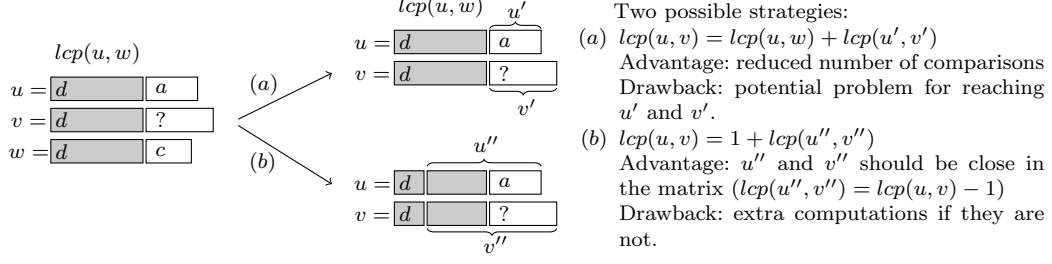 lcp(u, w)
u = d a
v = d ?
w = d c
(a)
(b)
lcp(u, w) u′
u = d a
v = d ?
v′
u′′
u = d a
v = d ?
v′′
Two possible strategies:
(a) lcp(u, v) = lcp(u, w) + lcp(u′, v′)
Advantage: reduced number of comparisons
Drawback: potential problem for reaching
u′ and v′.
(b) lcp(u, v) = 1 + lcp(u′′, v′′)
Advantage: u′′ and v′′ should be close in
the matrix (lcp(u′′, v′′) = lcp(u, v) − 1)
Drawback: extra computations if they are
not.